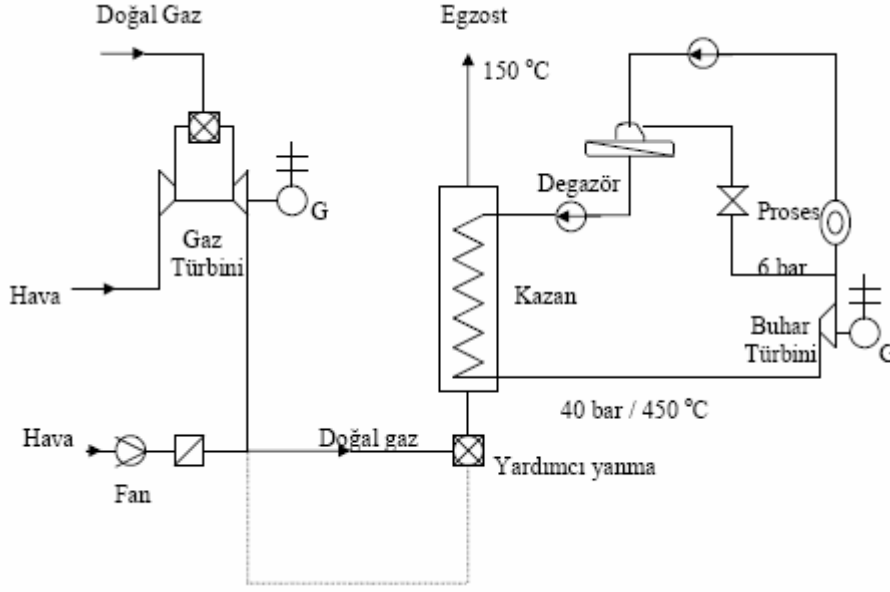 Doğal Gaz
Egzost
150 °C
Degazör
G
Proses
Gaz
Türbini
6 bar
Hava
Kazan
Buhar
Türbini
G
40 bar / 450 °C
Hava
Doğal gaz
Yardımcı yanma
Fan